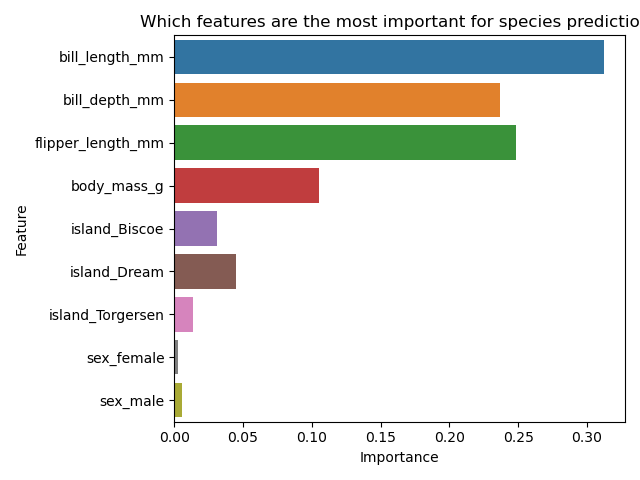 Which features are the most important for species predictio
bill_length_mm
bill_depth_mm
flipper_length_mm
body_mass_g
island_Biscoe
island_Dream
island_Torgersen
sex_female
sex_male
Feature
0.00 0.05 0.10 0.15 0.20 0.25 0.30
Importance